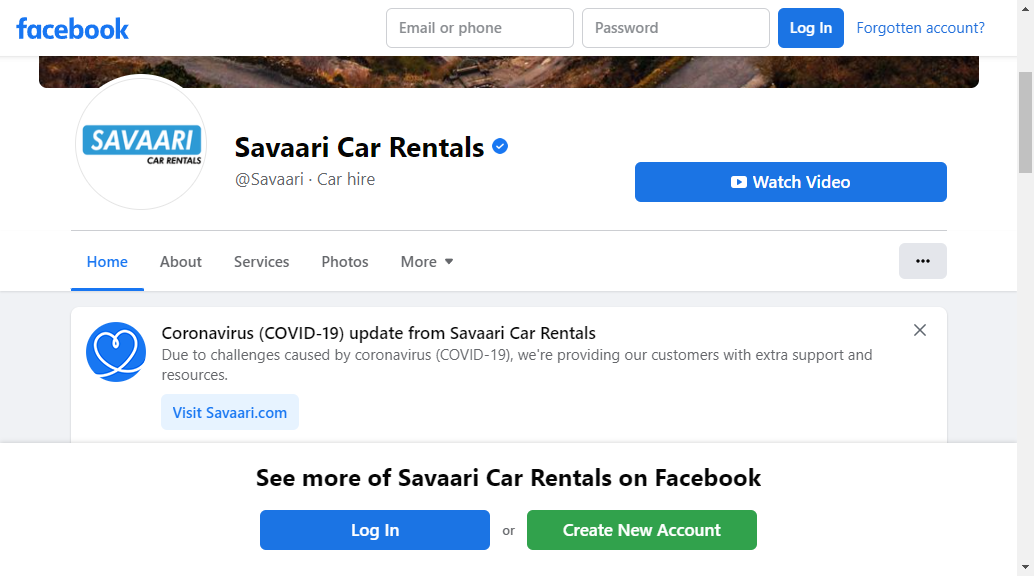 facebook
Email or phone
Password
Log In
Forgotten account?
SAVAARI
CAR RENTALS
Savaari Car Rentals
@Savaari · Car hire
Watch Video
Home
About
Services
Photos
More
Coronavirus (COVID-19) update from Savaari Car Rentals
Due to challenges caused by coronavirus (COVID-19), we're providing our customers with extra support and
resources.
Visit Savaari.com
See more of Savaari Car Rentals on Facebook
Log In
or
Create New Account